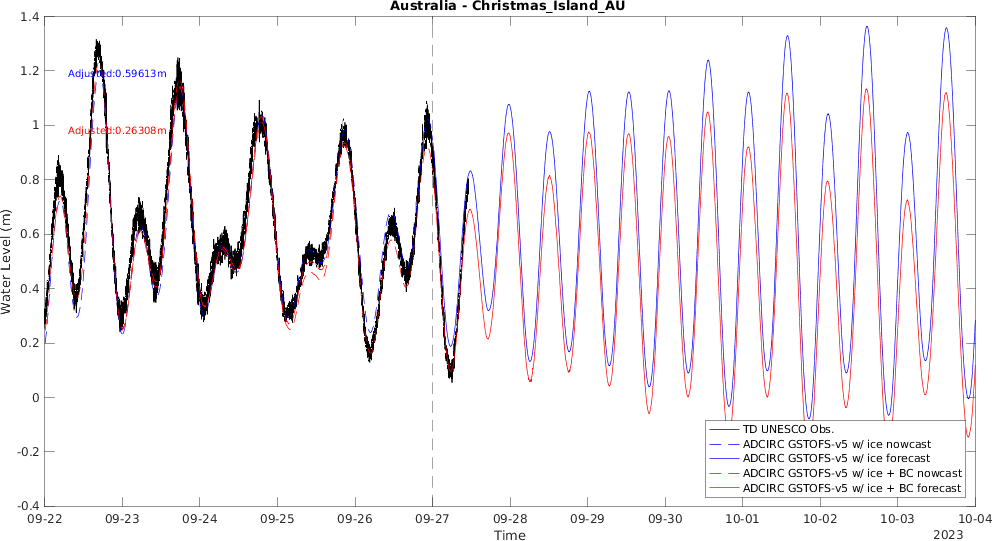 Australia - Christmas_Island_AU
Water Level (m)
1.4
1.2
1
0.8
0.6
0.4
0.2
0
-0.2
-0.4
Adjusted:0.59613m
Adjusted:0.26308m
TD UNESCO Obs.
ADCIRC GSTOFS-v5 w/ ice nowcast
ADCIRC GSTOFS-v5 w/ ice forecast
ADCIRC GSTOFS-v5 w/ ice + BC nowcast
ADCIRC GSTOFS-v5 w/ ice + BC forecast
09-22 09-23 09-24 09-25 09-26 09-27 09-28 09-29 09-30 10-01 10-02 10-03 10-04
Time
2023